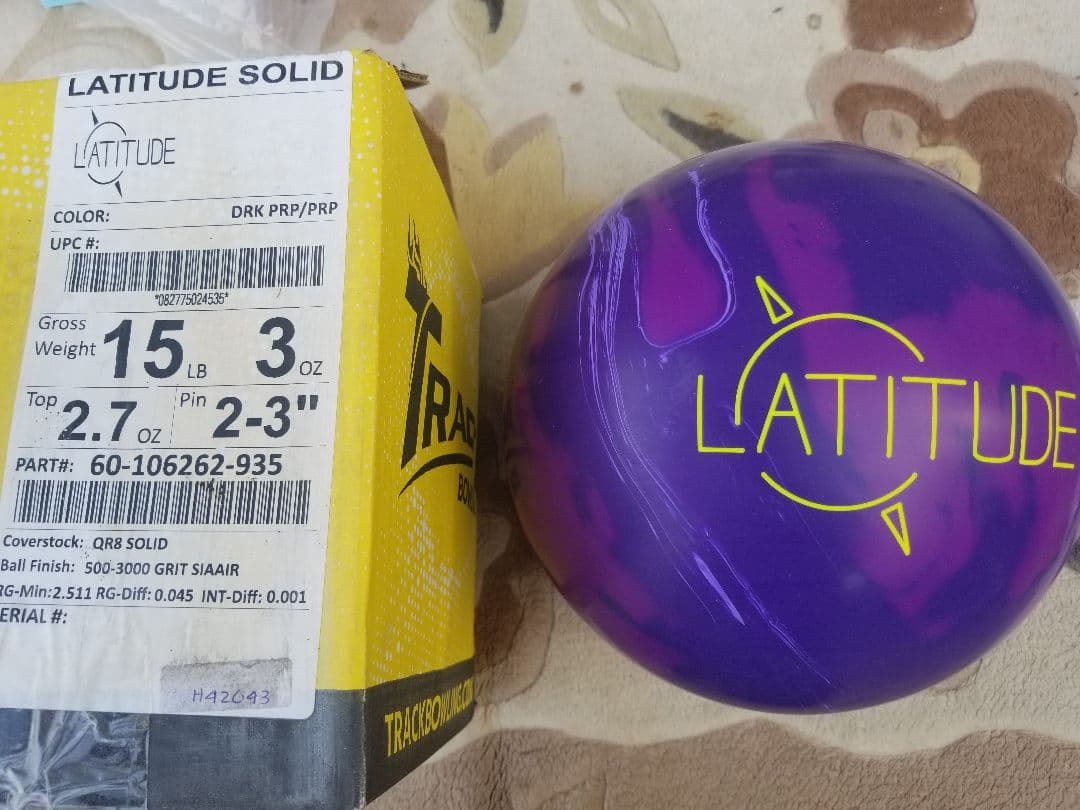 LATITUDE SOLID
LATITUDE
COLOR: DRK PRP/PRP
UPC #:
*082775024535*
Gross Weight 15 LB 3 OZ
Top 2.7 OZ Pin 2-3"
PART#: 60-106262-935
Coverstock: QR8 SOLID
Ball Finish: 500-3000 GRIT SIAAIR
RG-Min:2.511 RG-Diff: 0.045 INT-Diff: 0.001
ERIAL #:
H42043
TRAC
BOW
TRACKBOWLING.COM
LATITUDE